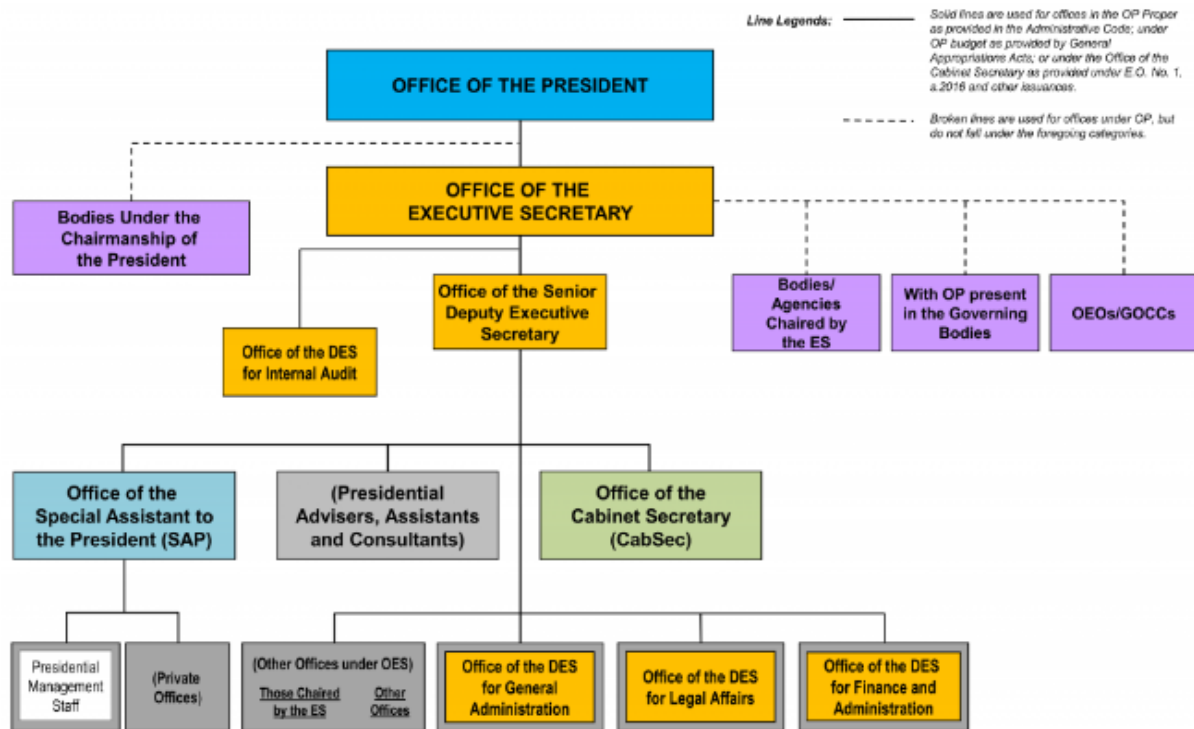 Line Legends:
Solid lines are used for offices in the OP Proper
as provided in the Administrative Code; under
OP budget as provided by General
Appropriations Acts; or under the Office of the
Cabinet Secretary as provided under E.O. No. 1,
s.2016 and other issuances.
Broken lines are used for offices under OP, but
do not fall under the foregoing categories.
OFFICE OF THE PRESIDENT
OFFICE OF THE
EXECUTIVE SECRETARY
Bodies Under the
Chairmanship of
the President
Office of the Senior
Deputy Executive
Secretary
Bodies/
Agencies
Chaired by
the ES
With OP present
in the Governing
Bodies
OEOs/GOCCs
Office of the DES
for Internal Audit
Office of the
Special Assistant to
the President (SAP)
(Presidential
Advisers, Assistants
and Consultants)
Office of the
Cabinet Secretary
(CabSec)
Presidential
Management
Staff
(Private
Offices)
(Other Offices under OES)
Those Chaired
by the ES
Other
Offices
Office of the DES
for General
Administration
Office of the DES
for Legal Affairs
Office of the DES
for Finance and
Administration